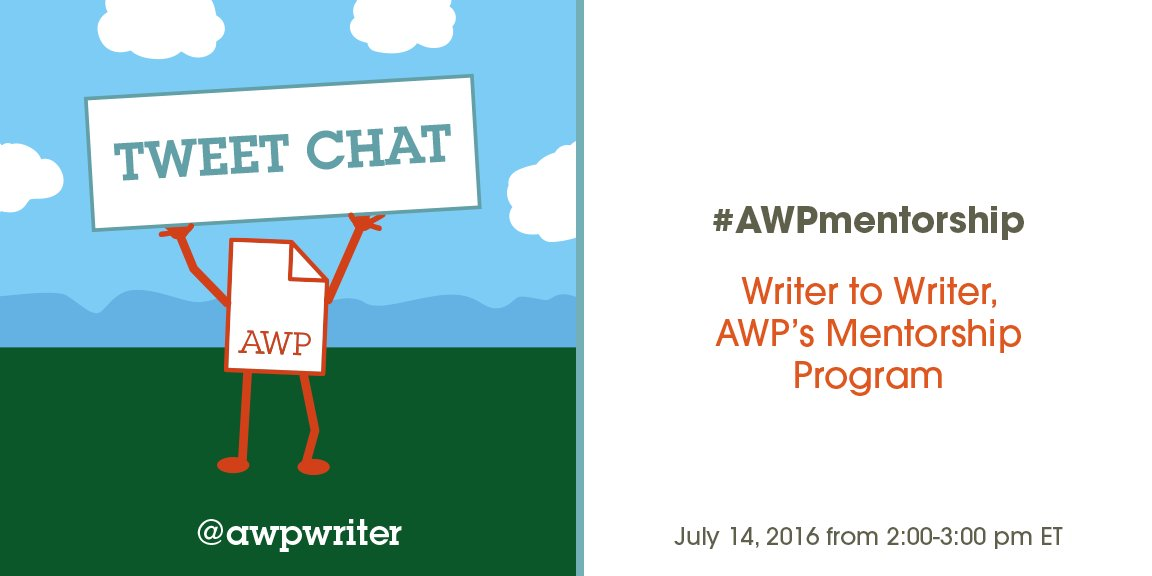 TWEET CHAT
AWP
@awpwriter
#AWPmentorship
Writer to Writer,
AWP's Mentorship
Program
July 14, 2016 from 2:00-3:00 pm ET